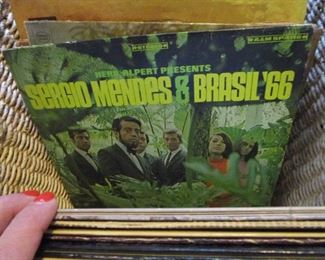 HERB ALPERT PRESENTS
SERGIO MENDES & BRASIL '66